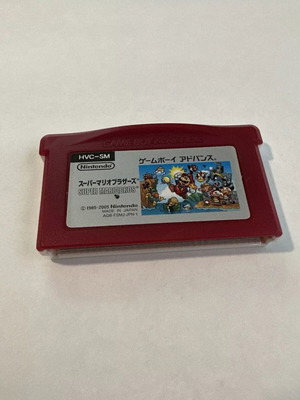 HVC-SM
Nintendo
ゲームボーイ アドバンス
スーパーマリオブラザーズ
SUPER MARIO BROS.
© 1985-2005 Nintendo
MADE IN JAPAN